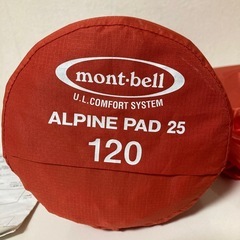 mont·bell
U.L. COMFORT SYSTEM
ALPINE PAD 25
120